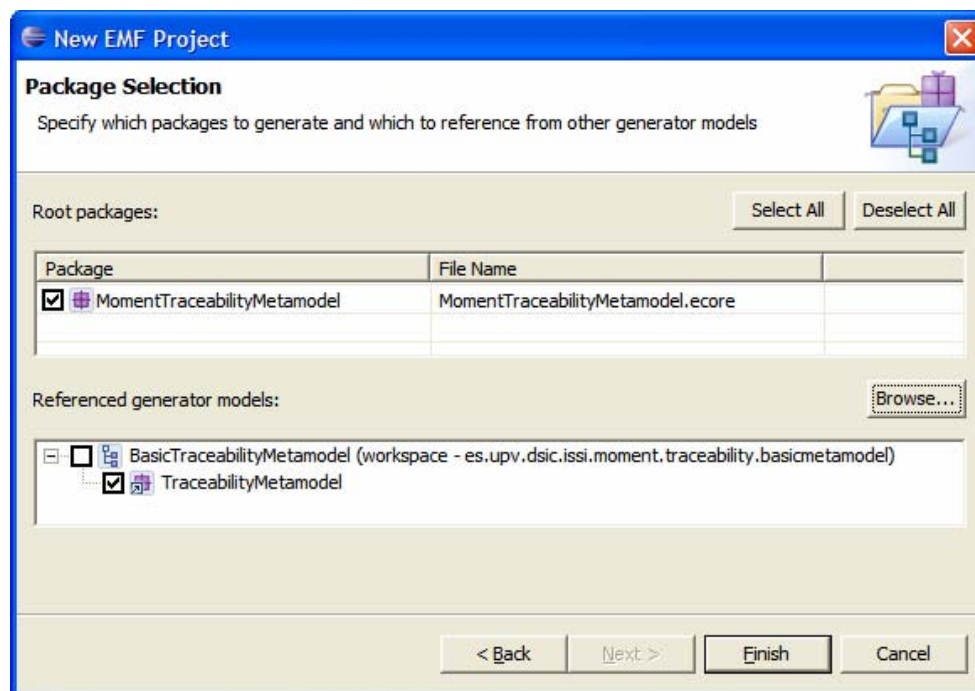 New EMF Project
Package Selection
Specify which packages to generate and which to reference from other generator models
Root packages:
Select All
Deselect All
Package
File Name
MomentTraceabilityMetamodel
MomentTraceabilityMetamodel.ecore
Referenced generator models:
Browse...
BasicTraceabilityMetamodel (workspace - es.upv.dsic.issi.moment.traceability.basicmetamodel)
TraceabilityMetamodel
< Back
Next >
Finish
Cancel